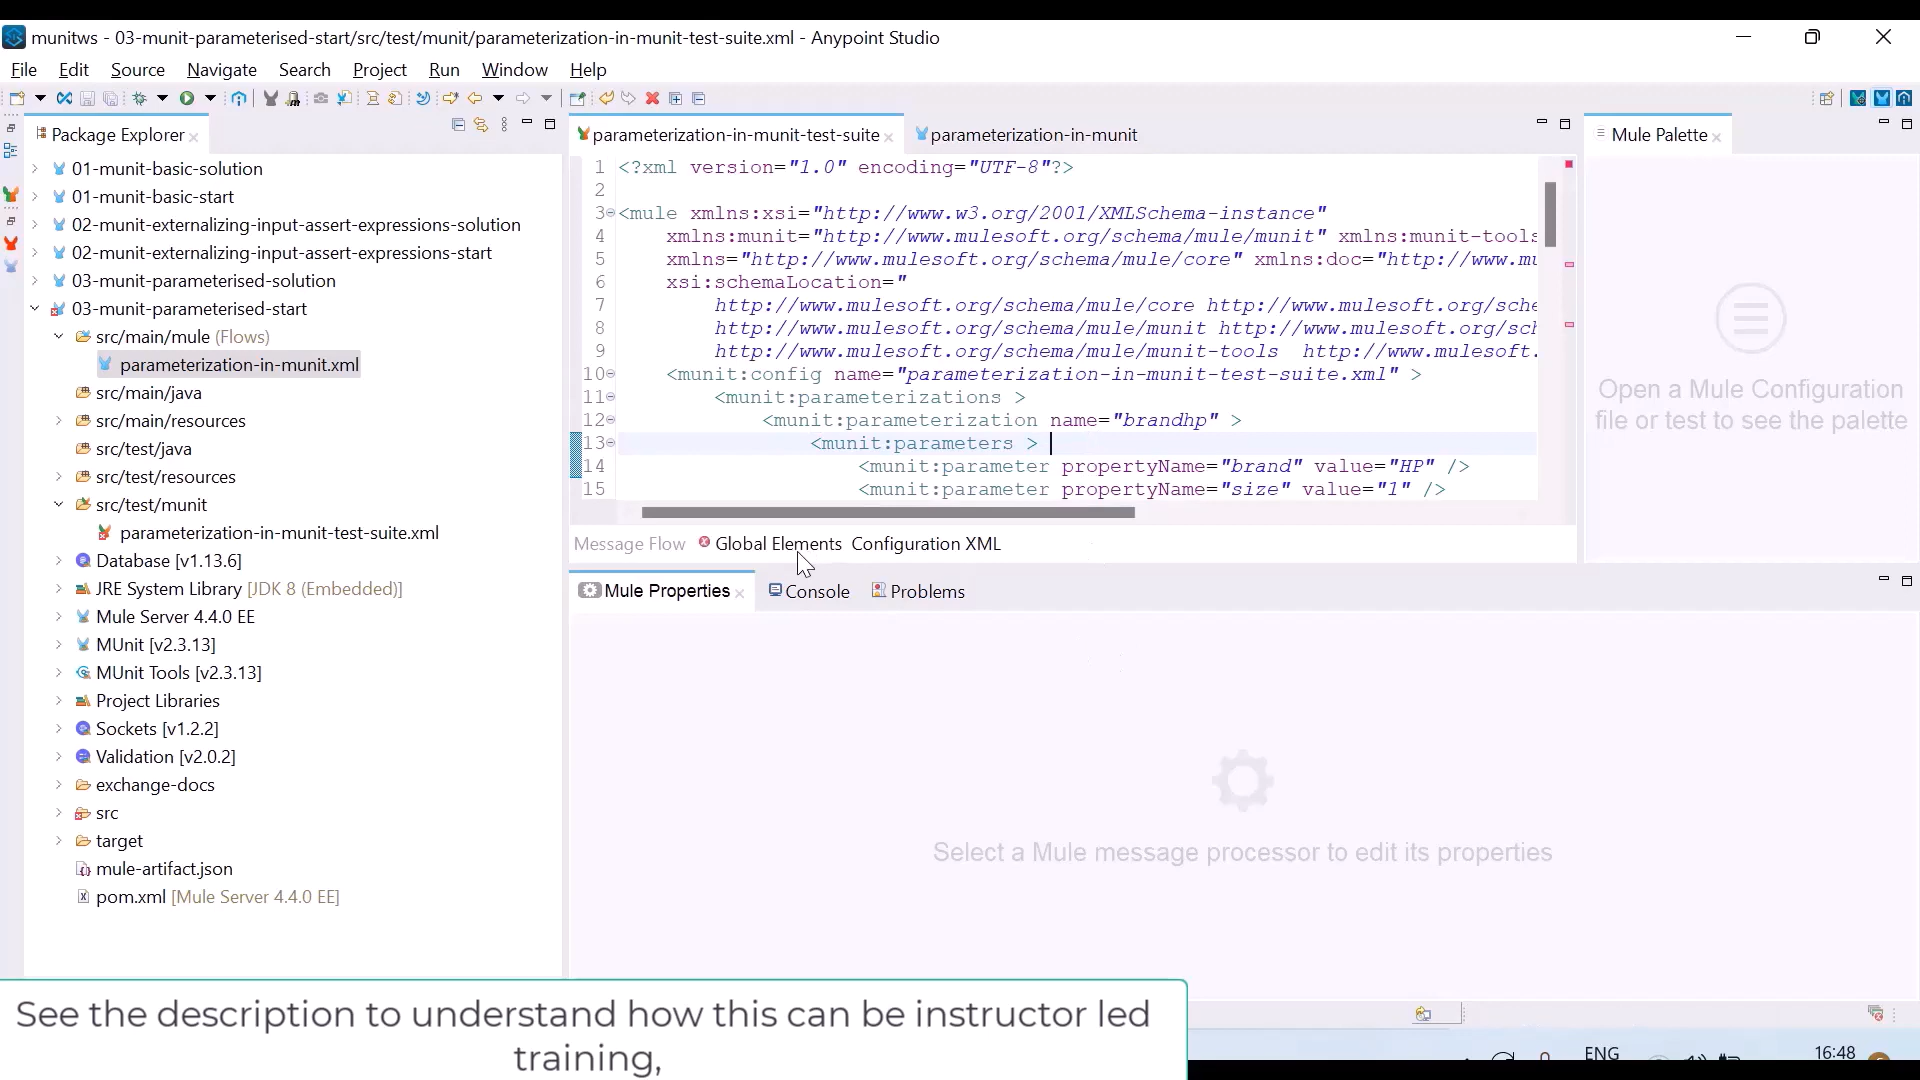 munitws - 03-munit-parameterised-start/src/test/munit/parameterization-in-munit-test-suite.xml - Anypoint Studio
File Edit Source Navigate Search Project Run Window Help
Package Explorer
01-munit-basic-solution
01-munit-basic-start
02-munit-externalizing-input-assert-expressions-solution
02-munit-externalizing-input-assert-expressions-start
03-munit-parameterised-solution
03-munit-parameterised-start
src/main/mule (Flows)
parameterization-in-munit.xml
src/main/java
src/main/resources
src/test/java
src/test/resources
src/test/munit
parameterization-in-munit-test-suite.xml
Database [v1.13.6]
JRE System Library [JDK 8 (Embedded)]
Mule Server 4.4.0 EE
MUnit [v2.3.13]
MUnit Tools [v2.3.13]
Project Libraries
Sockets [v1.2.2]
Validation [v2.0.2]
exchange-docs
src
target
mule-artifact.json
pom.xml [Mule Server 4.4.0 EE]
parameterization-in-munit-test-suite parameterization-in-munit
1 <?xml version="1.0" encoding="UTF-8"?>
2
3 <mule xmlns:xsi="http://www.w3.org/2001/XMLSchema-instance"
4 xmlns:munit="http://www.mulesoft.org/schema/mule/munit" xmlns:munit-tools
5 xmlns="http://www.mulesoft.org/schema/mule/core" xmlns:doc="http://www.mu
6 xsi:schemaLocation="
7 http://www.mulesoft.org/schema/mule/core http://www.mulesoft.org/sche
8 http://www.mulesoft.org/schema/mule/munit http://www.mulesoft.org/sch
9 http://www.mulesoft.org/schema/mule/munit-tools  http://www.mulesoft.
10 <munit:config name="parameterization-in-munit-test-suite.xml" >
11 <munit:parameterizations >
12 <munit:parameterization name="brandhp" >
13 <munit:parameters >
14 <munit:parameter propertyName="brand" value="HP" />
15 <munit:parameter propertyName="size" value="1" />
Message Flow Global Elements Configuration XML
Mule Palette
Open a Mule Configuration
file or test to see the palette
Mule Properties Console Problems
Select a Mule message processor to edit its properties
See the description to understand how this can be instructor led
training,
ENG
16:48